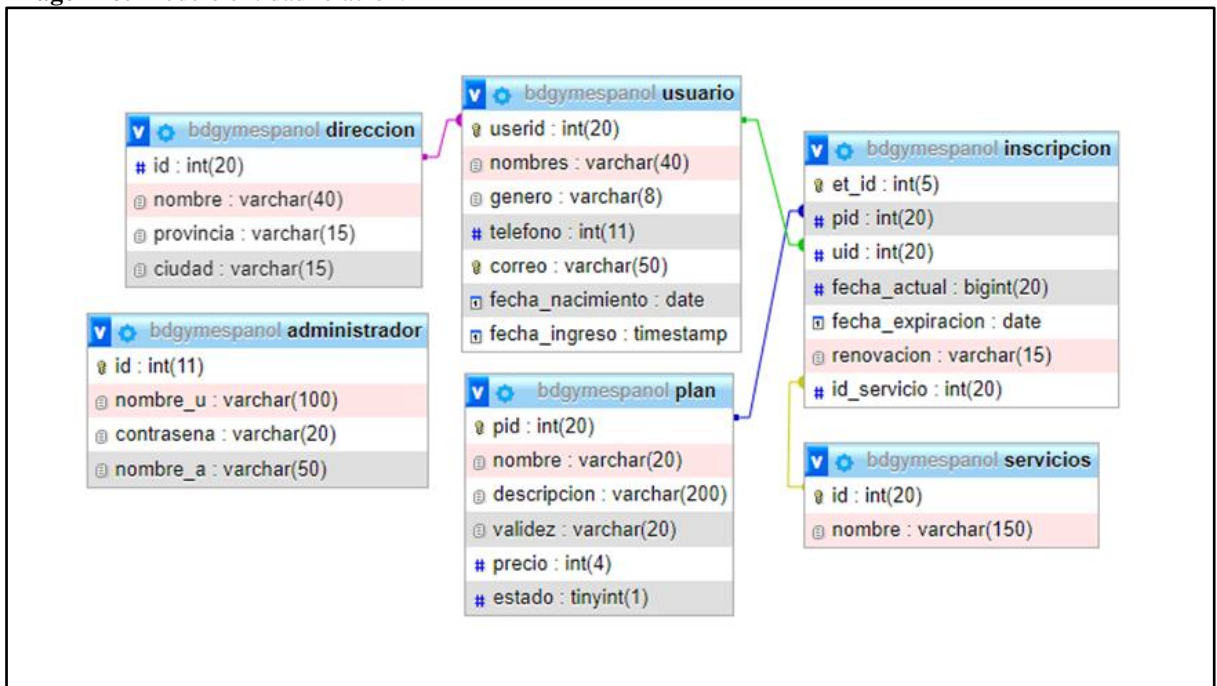 bdgymespanol direccion
id : int(20)
nombre : varchar(40)
provincia : varchar(15)
ciudad : varchar(15)
v bdgymespanol administrador
id : int(11)
nombre_u : varchar(100)
contrasena : varchar(20)
nombre_a : varchar(50)
v bdgymespanol usuario
userid : int(20)
nombres : varchar(40)
genero : varchar(8)
telefono : int(11)
correo : varchar(50)
fecha_nacimiento : date
fecha_ingreso : timestamp
v bdgymespanol plan
pid : int(20)
nombre : varchar(20)
descripcion : varchar(200)
validez : varchar(20)
precio : int(4)
estado : tinyint(1)
v bdgymespanol inscripcion
et_id : int(5)
pid : int(20)
uid : int(20)
fecha_actual : bigint(20)
fecha_expiracion : date
renovacion : varchar(15)
id_servicio : int(20)
v bdgymespanol servicios
id : int(20)
nombre : varchar(150)